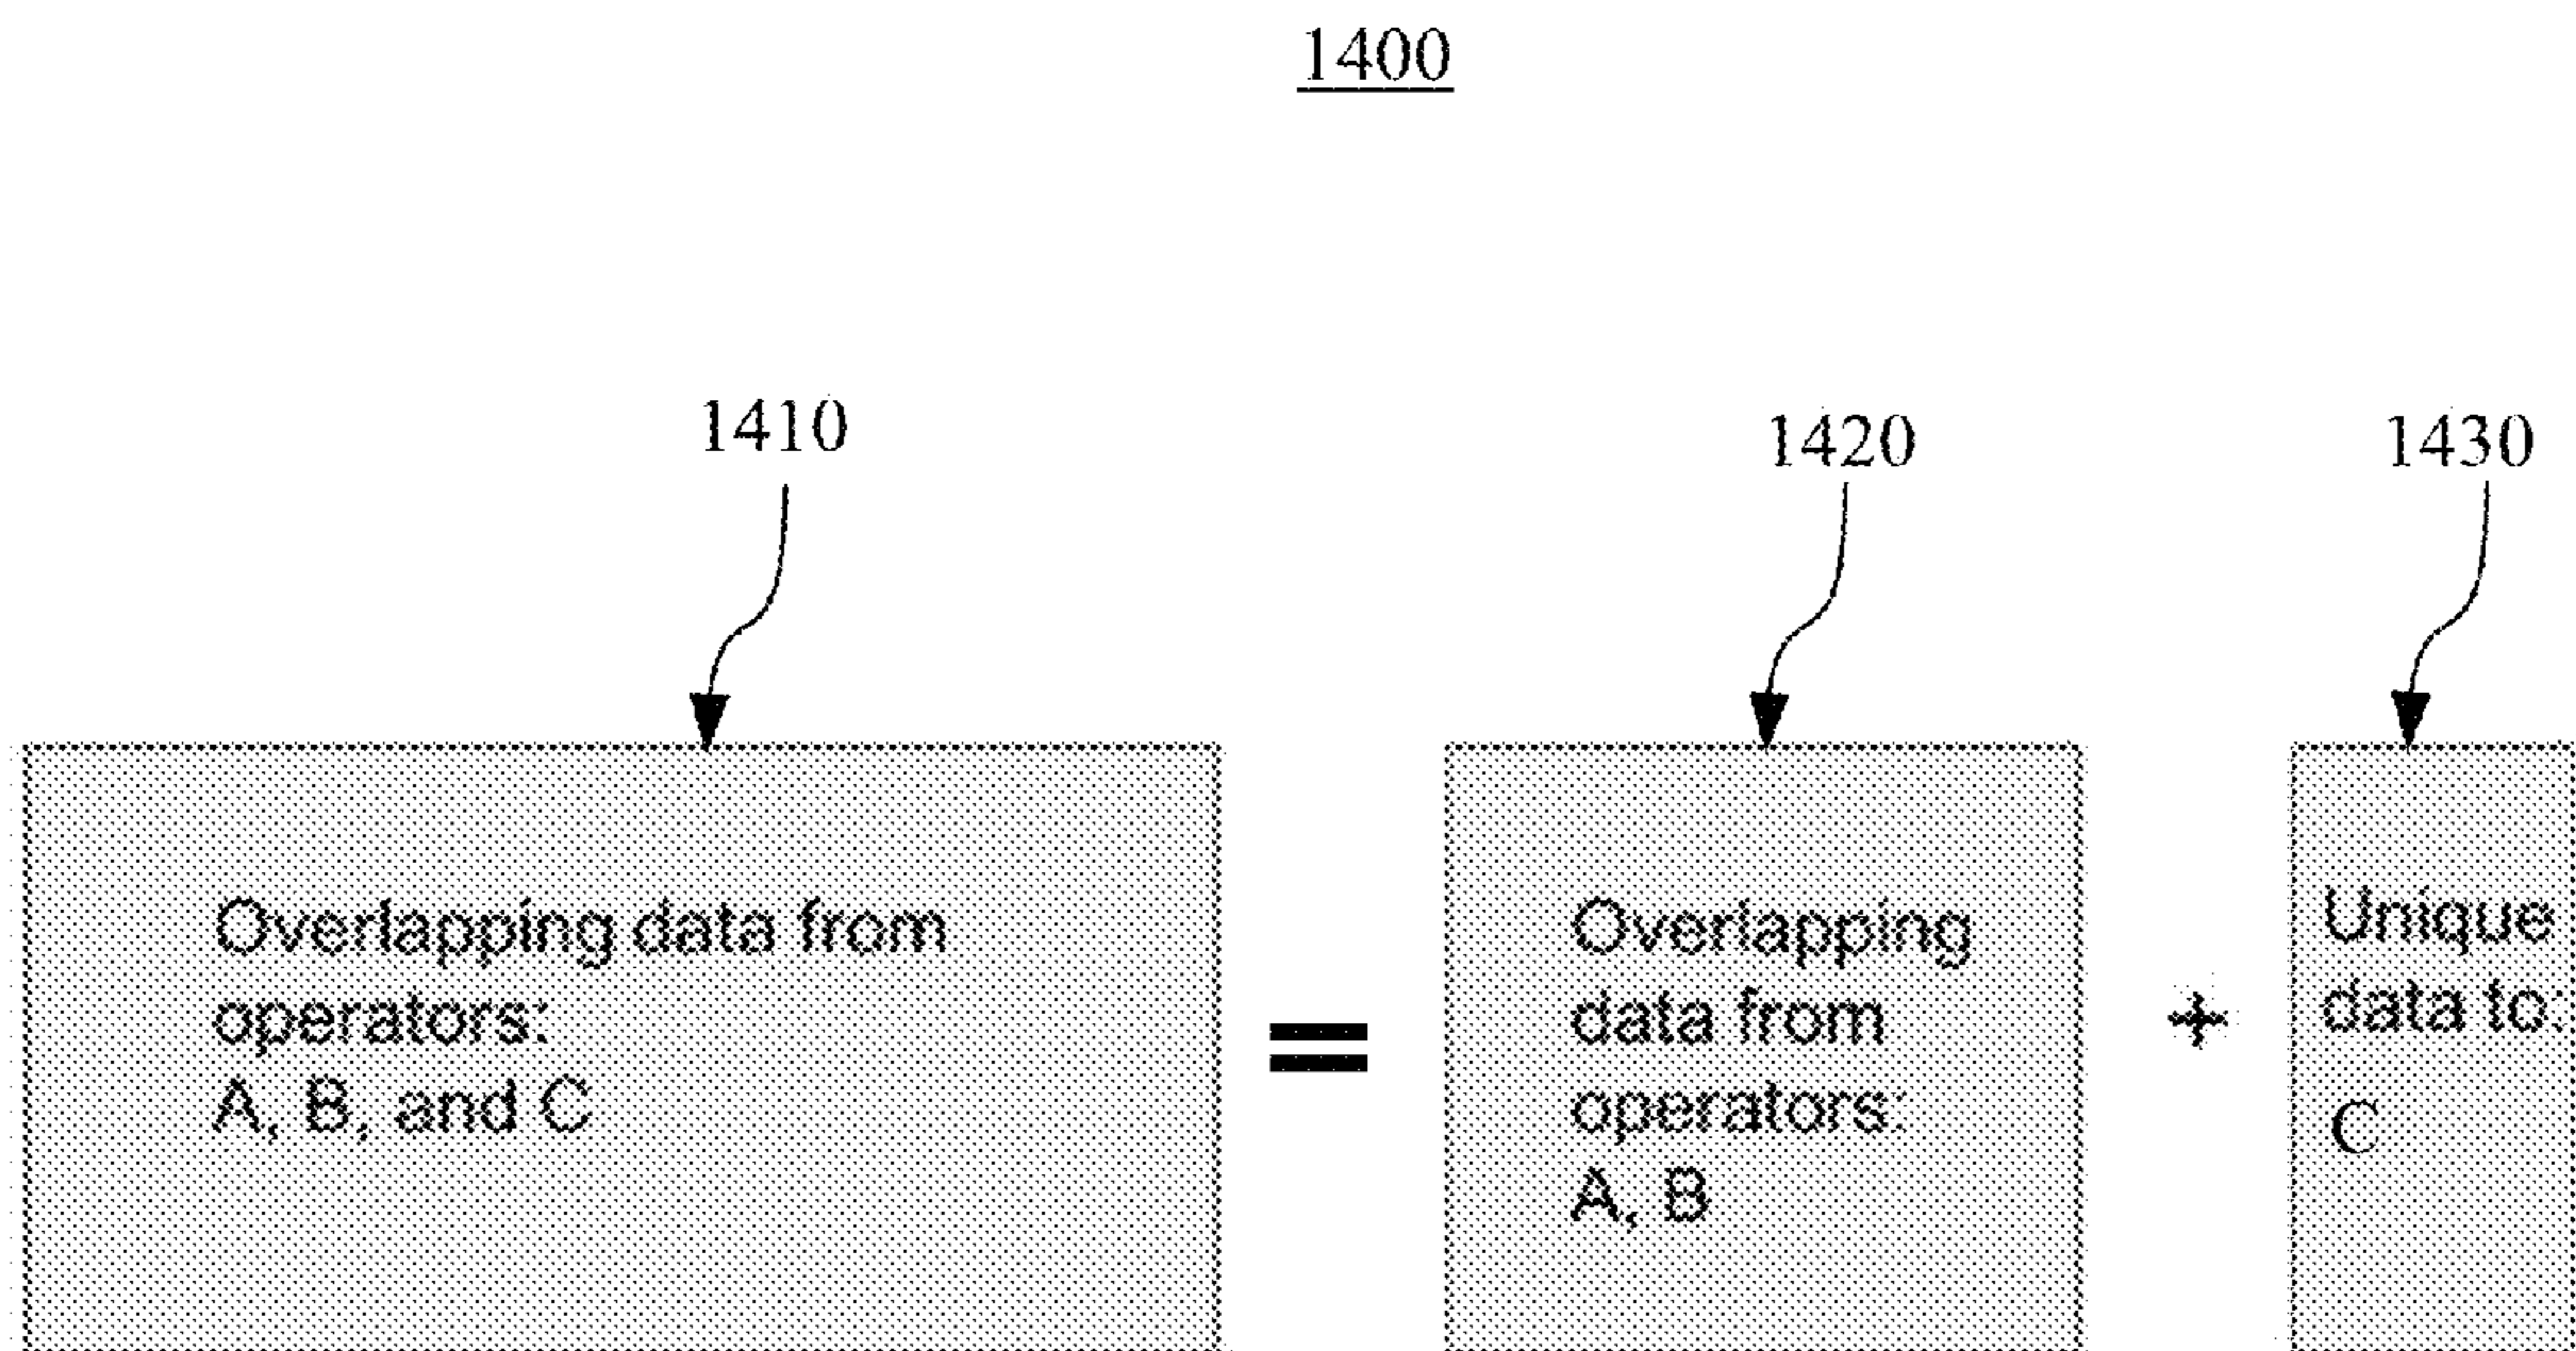 1400
1410
1420
1430
Overlapping data from
operators:
A, B, and C
=
Overlapping
data from
operators:
A, B
+
Unique
data to:
C